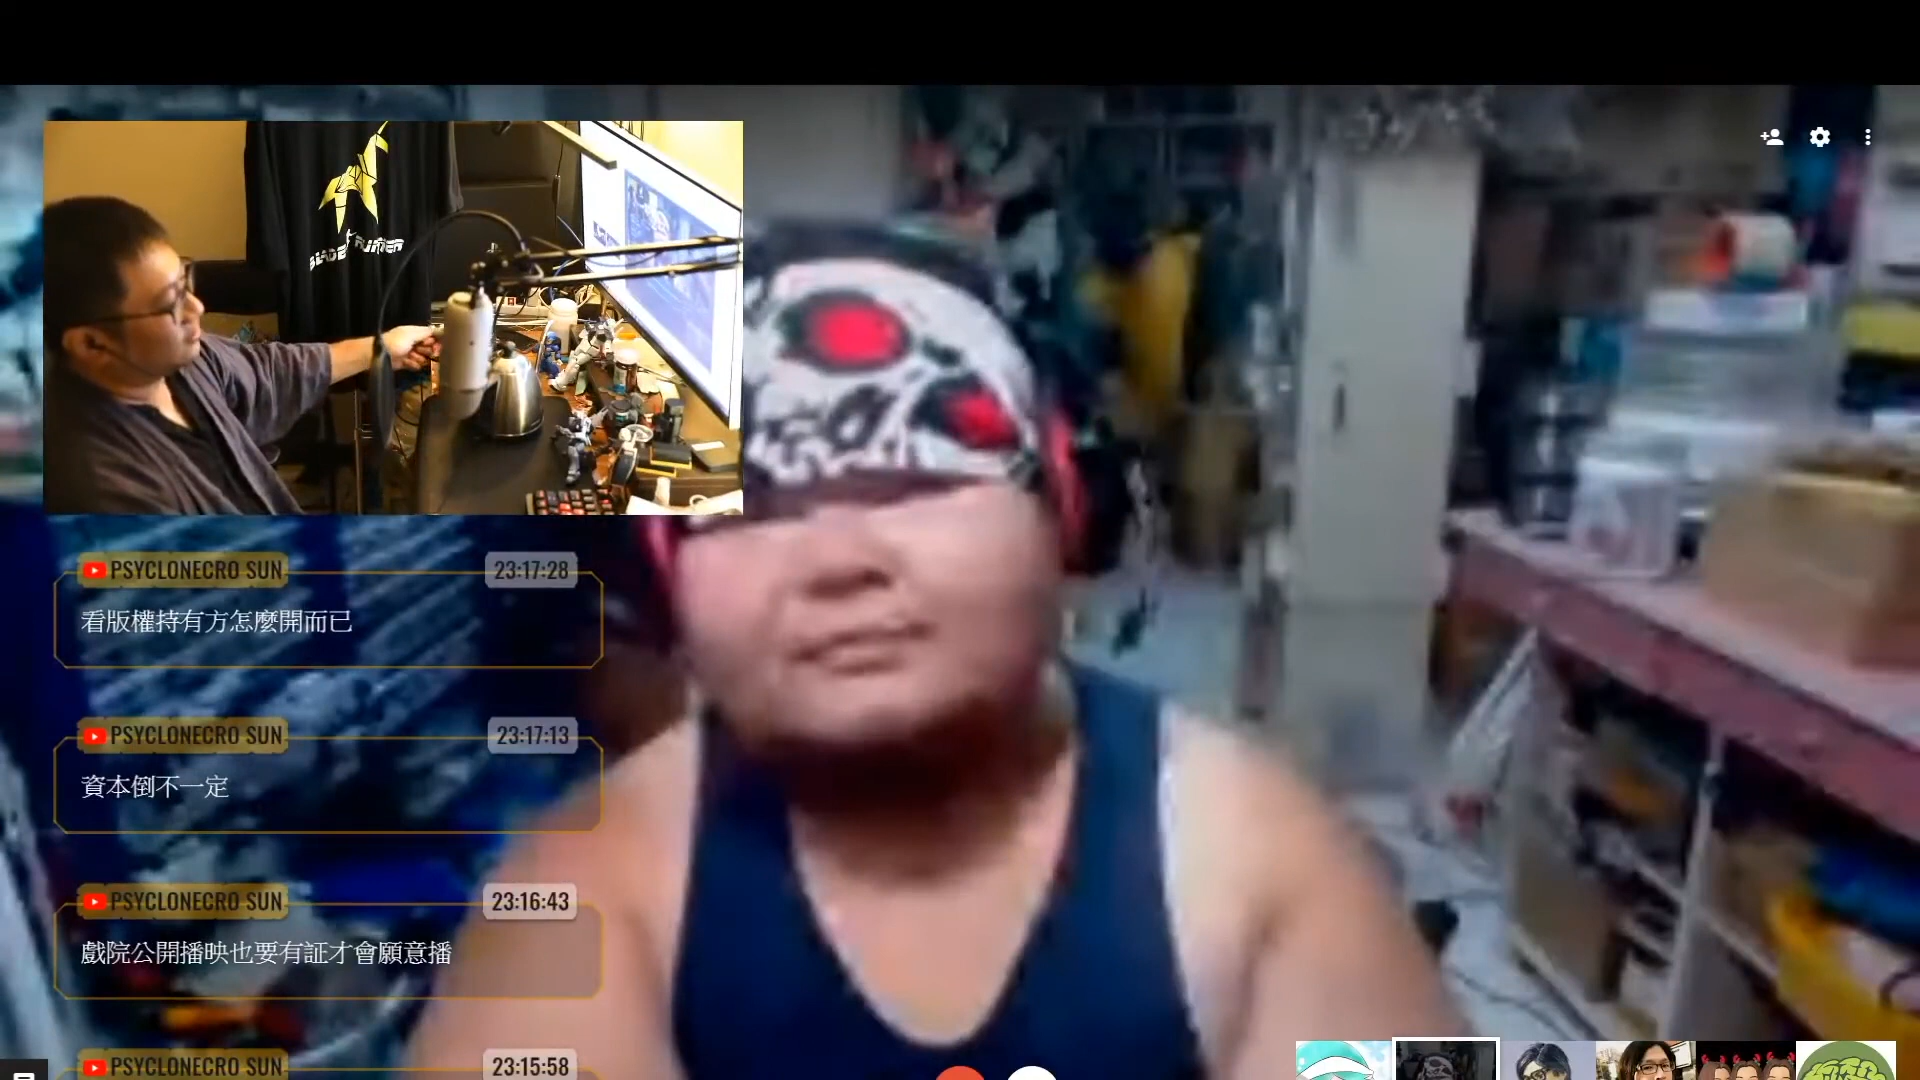 BLADE RUNNER
PSYCLONECRO SUN 23:17:28
看版權持有方怎麼開而已
PSYCLONECRO SUN 23:17:13
資本倒不一定
PSYCLONECRO SUN 23:16:43
戲院公開播映也要有証才會願意播
PSYCLONECRO SUN 23:15:58